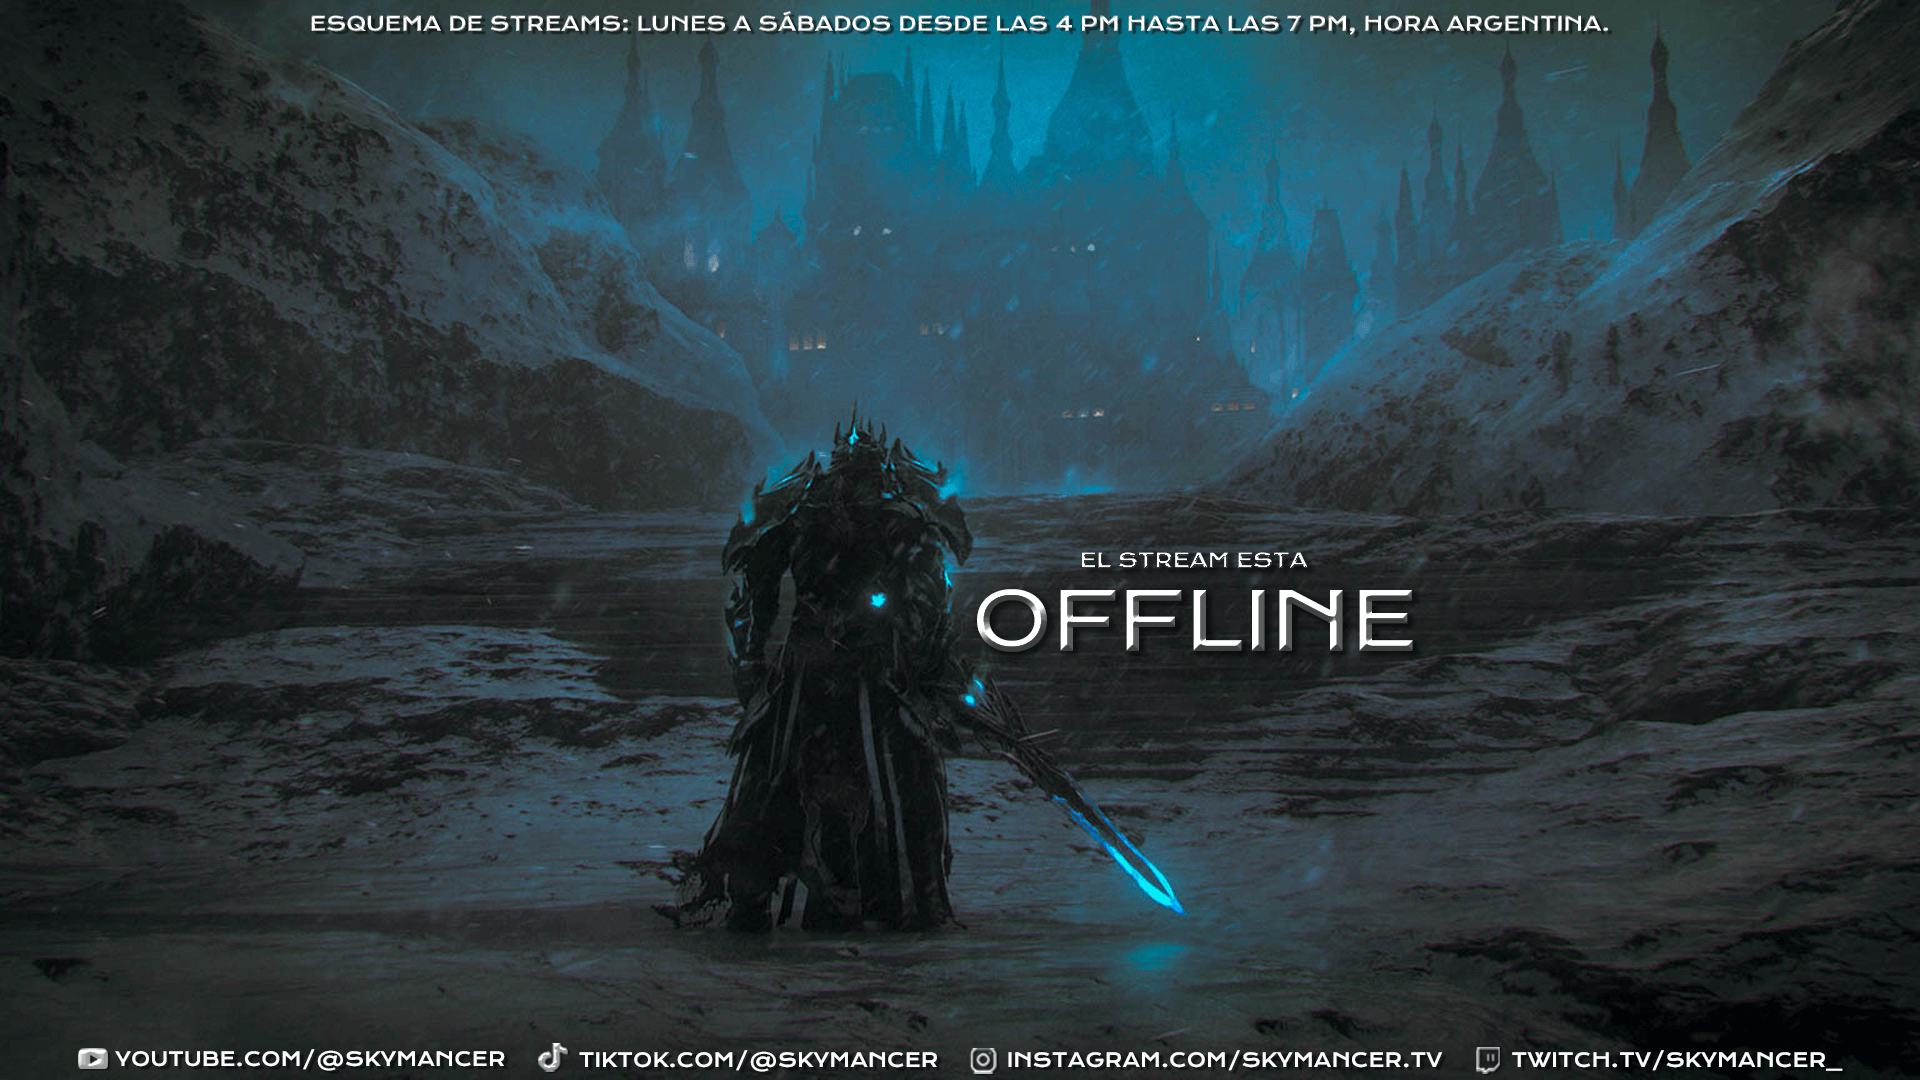 ESQUEMA DE STREAMS: LUNES A SÁBADOS DESDE LAS 4 PM HASTA LAS 7 PM, HORA ARGENTINA.
EL STREAM ESTA
OFFLINE
YOUTUBE.COM/@SKYMANCER TIKTOK.COM/@SKYMANCER INSTAGRAM.COM/SKYMANCER.TV TWITCH.TV/SKYMANCER_